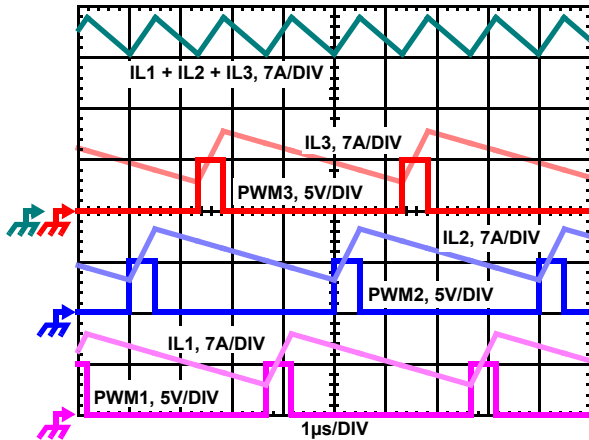 IL1 + IL2 + IL3, 7A/DIV
IL3, 7A/DIV
PWM3, 5V/DIV
IL2, 7A/DIV
PWM2, 5V/DIV
IL1, 7A/DIV
PWM1, 5V/DIV
1µs/DIV